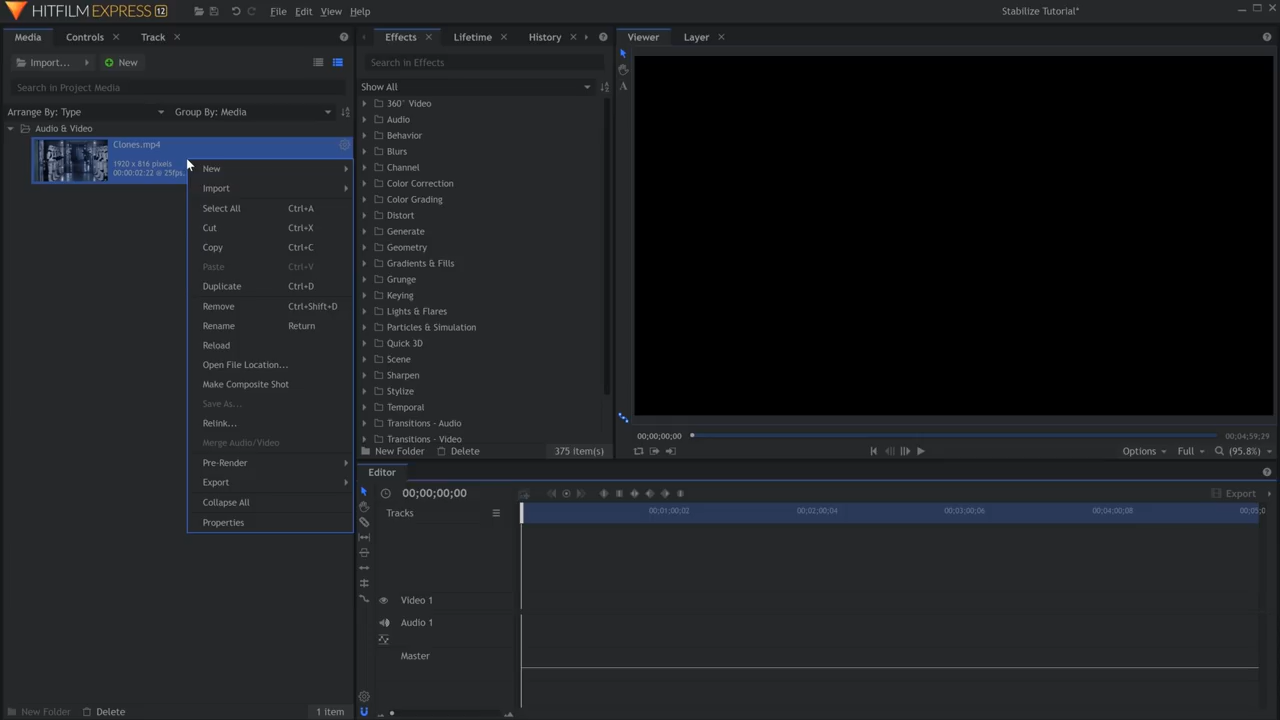 HITFILM EXPRESS 12
File Edit View Help
Stabilize Tutorial*
Media Controls Track
Import... New
Search in Project Media
Arrange By: Type Group By: Media
Audio & Video
Clones.mp4
1920 x 816 pixels
00:00:02:22 @ 25fps,
New
Import
Select All Ctrl+A
Cut Ctrl+X
Copy Ctrl+C
Paste Ctrl+V
Duplicate Ctrl+D
Remove Ctrl+Shift+D
Rename Return
Reload
Open File Location...
Make Composite Shot
Save As...
Relink...
Merge Audio/Video
Pre-Render
Export
Collapse All
Properties
New Folder Delete 1 item
Effects Lifetime History
Search in Effects
Show All
360° Video
Audio
Behavior
Blurs
Channel
Color Correction
Color Grading
Distort
Generate
Geometry
Gradients & Fills
Grunge
Keying
Lights & Flares
Particles & Simulation
Quick 3D
Scene
Sharpen
Stylize
Temporal
Transitions - Audio
Transitions - Video
New Folder Delete 375 item(s)
Viewer Layer
00;00;00;00 00;04;59;29
Options Full (95.8%)
Editor
00;00;00;00 Export
Tracks 00;01;00;02 00;02;00;04 00;03;00;06 00;04;00;08 00;05;0
Video 1
Audio 1
Master